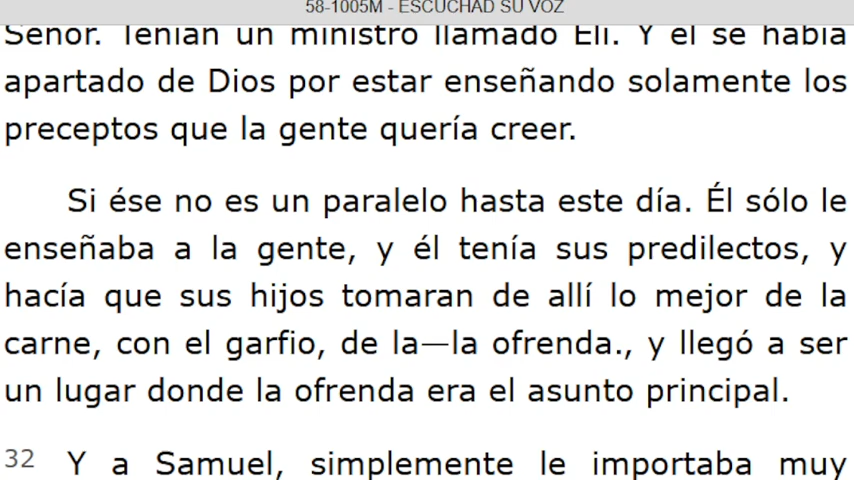 58-1005M - ESCUCHAD SU VOZ
Señor. Tenían un ministro llamado Elí. Y él se había
apartado de Dios por estar enseñando solamente los
preceptos que la gente quería creer.
Si ése no es un paralelo hasta este día. Él sólo le
enseñaba a la gente, y él tenía sus predilectos, y
hacía que sus hijos tomaran de allí lo mejor de la
carne, con el garfio, de la—la ofrenda., y llegó a ser
un lugar donde la ofrenda era el asunto principal.
32 Y a Samuel, simplemente le importaba muy